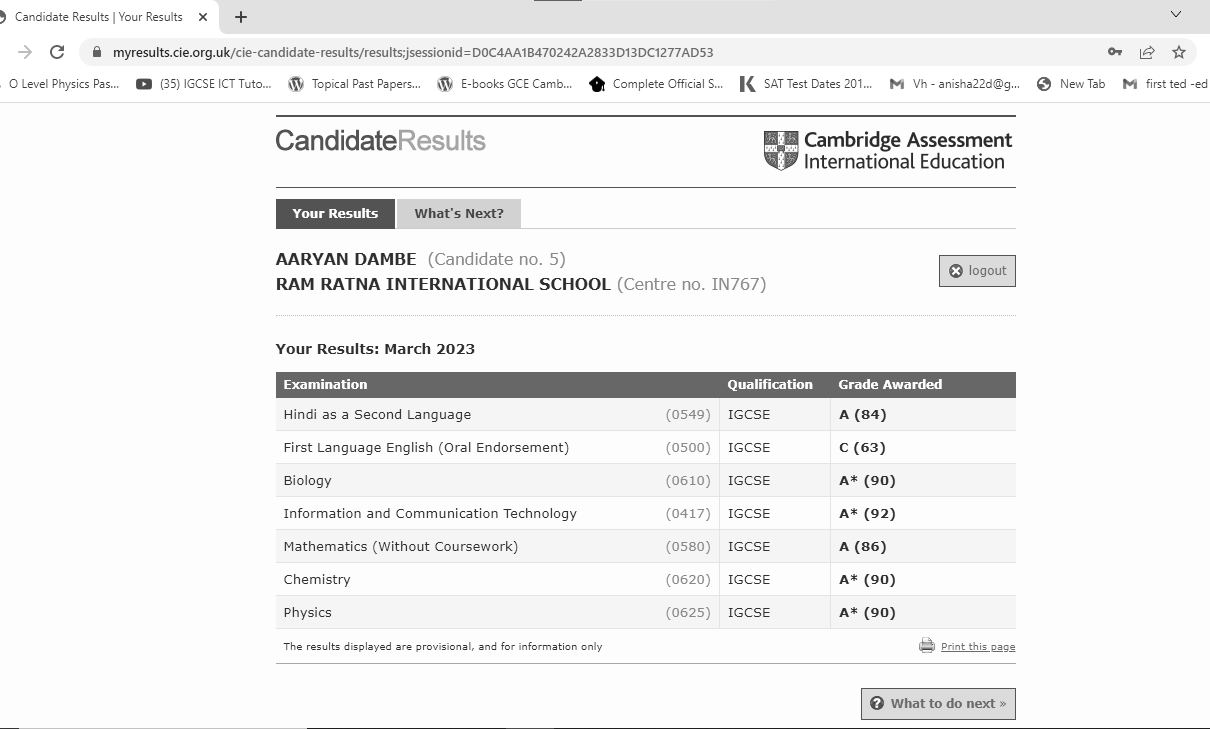 Candidate Results | Your Results
myresults.cie.org.uk/cie-candidate-results/results;jsessionid=D0C4AA1B470242A2833D13DC1277AD53
O Level Physics Pas... (35) IGCSE ICT Tuto... Topical Past Papers... E-books GCE Camb... Complete Official S... SAT Test Dates 201... Vh - anisha22d@g... New Tab first ted -ed
CandidateResults
Cambridge Assessment
International Education
Your Results What's Next?
AARYAN DAMBE (Candidate no. 5)
RAM RATNA INTERNATIONAL SCHOOL (Centre no. IN767)
logout
Your Results: March 2023
Examination Qualification Grade Awarded
Hindi as a Second Language (0549) IGCSE A (84)
First Language English (Oral Endorsement) (0500) IGCSE C (63)
Biology (0610) IGCSE A* (90)
Information and Communication Technology (0417) IGCSE A* (92)
Mathematics (Without Coursework) (0580) IGCSE A (86)
Chemistry (0620) IGCSE A* (90)
Physics (0625) IGCSE A* (90)
The results displayed are provisional, and for information only Print this page
What to do next »